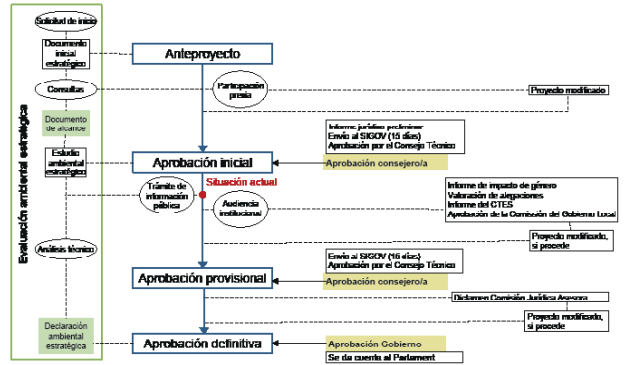 Evaluación ambiental estratégica
Solicitud de inicio
Documento
inicial
estratégico
Consultas
Documento
de alcance
Estudio
ambiental
estratégico
Análisis técnico
Declaración
ambiental
estratégica
Anteproyecto
Participación
previa
Proyecto modificado
Informe jurídico preliminar
Envío al SIGOV (15 días)
Aprobación por el Consejo Técnico
Aprobación inicial
Aprobación consejero/a
Situación actual
Trámite de
información
pública
Audiencia
institucional
Informe de impacto de género
Valoración de alegaciones
Informe del CTES
Aprobación de la Comisión del Gobierno Local
Proyecto modificado,
si procede
Envío al SIGOV (15 días)
Aprobación por el Consejo Técnico
Aprobación provisional
Aprobación consejero/a
Dictamen Comisión Jurídica Asesora
Proyecto modificado,
si procede
Aprobación definitiva
Aprobación Gobierno
Se da cuenta al Parlament